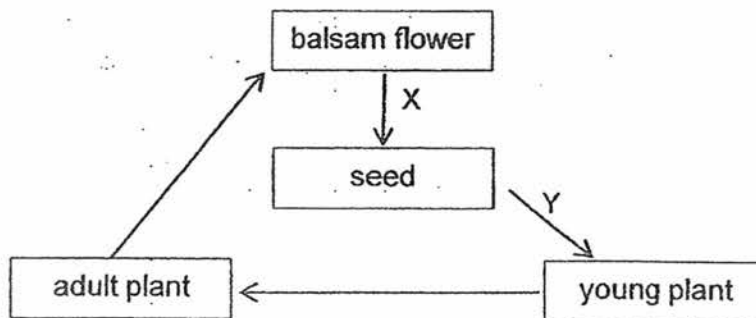 balsam flower
X
seed
Y
adult plant
young plant